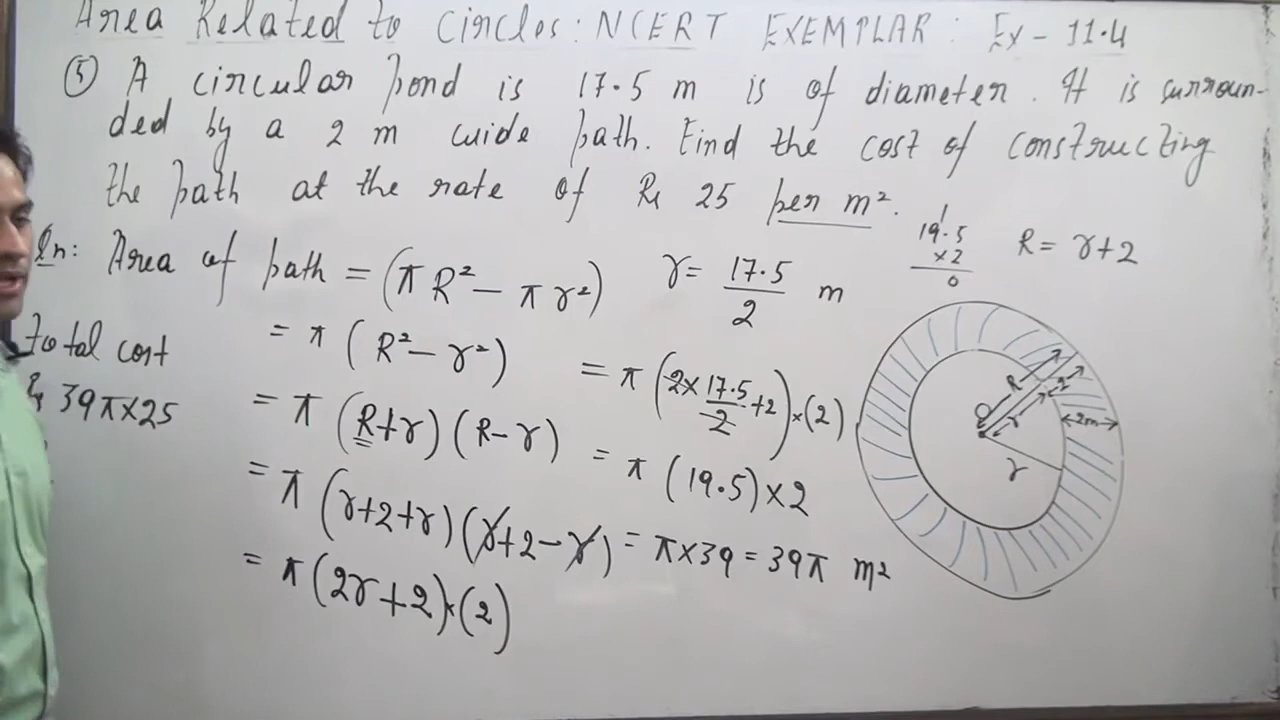 Area Related to Circles : NCERT EXEMPLAR : Ex - 11.4
⑤ A circular pond is 17.5 m is of diameter. It is surroun-
ded by a 2 m wide path. Find the cost of constructing
the path at the rate of Rs 25 per m².
Area of path = (πR² - πr²)
= π (R² - r²)
= π (R+r) (R-r)
= π (r+2+r) (r+2-r)
= π (2r+2)×(2)
r = 17.5/2 m
= π (2×17.5/2+2)×(2)
= π (19.5)×2
= π×39 = 39π m²
Total cost
Rs 39π×25
19.5
×2
0
1
R = r+2
O
R
r
2
2m
r